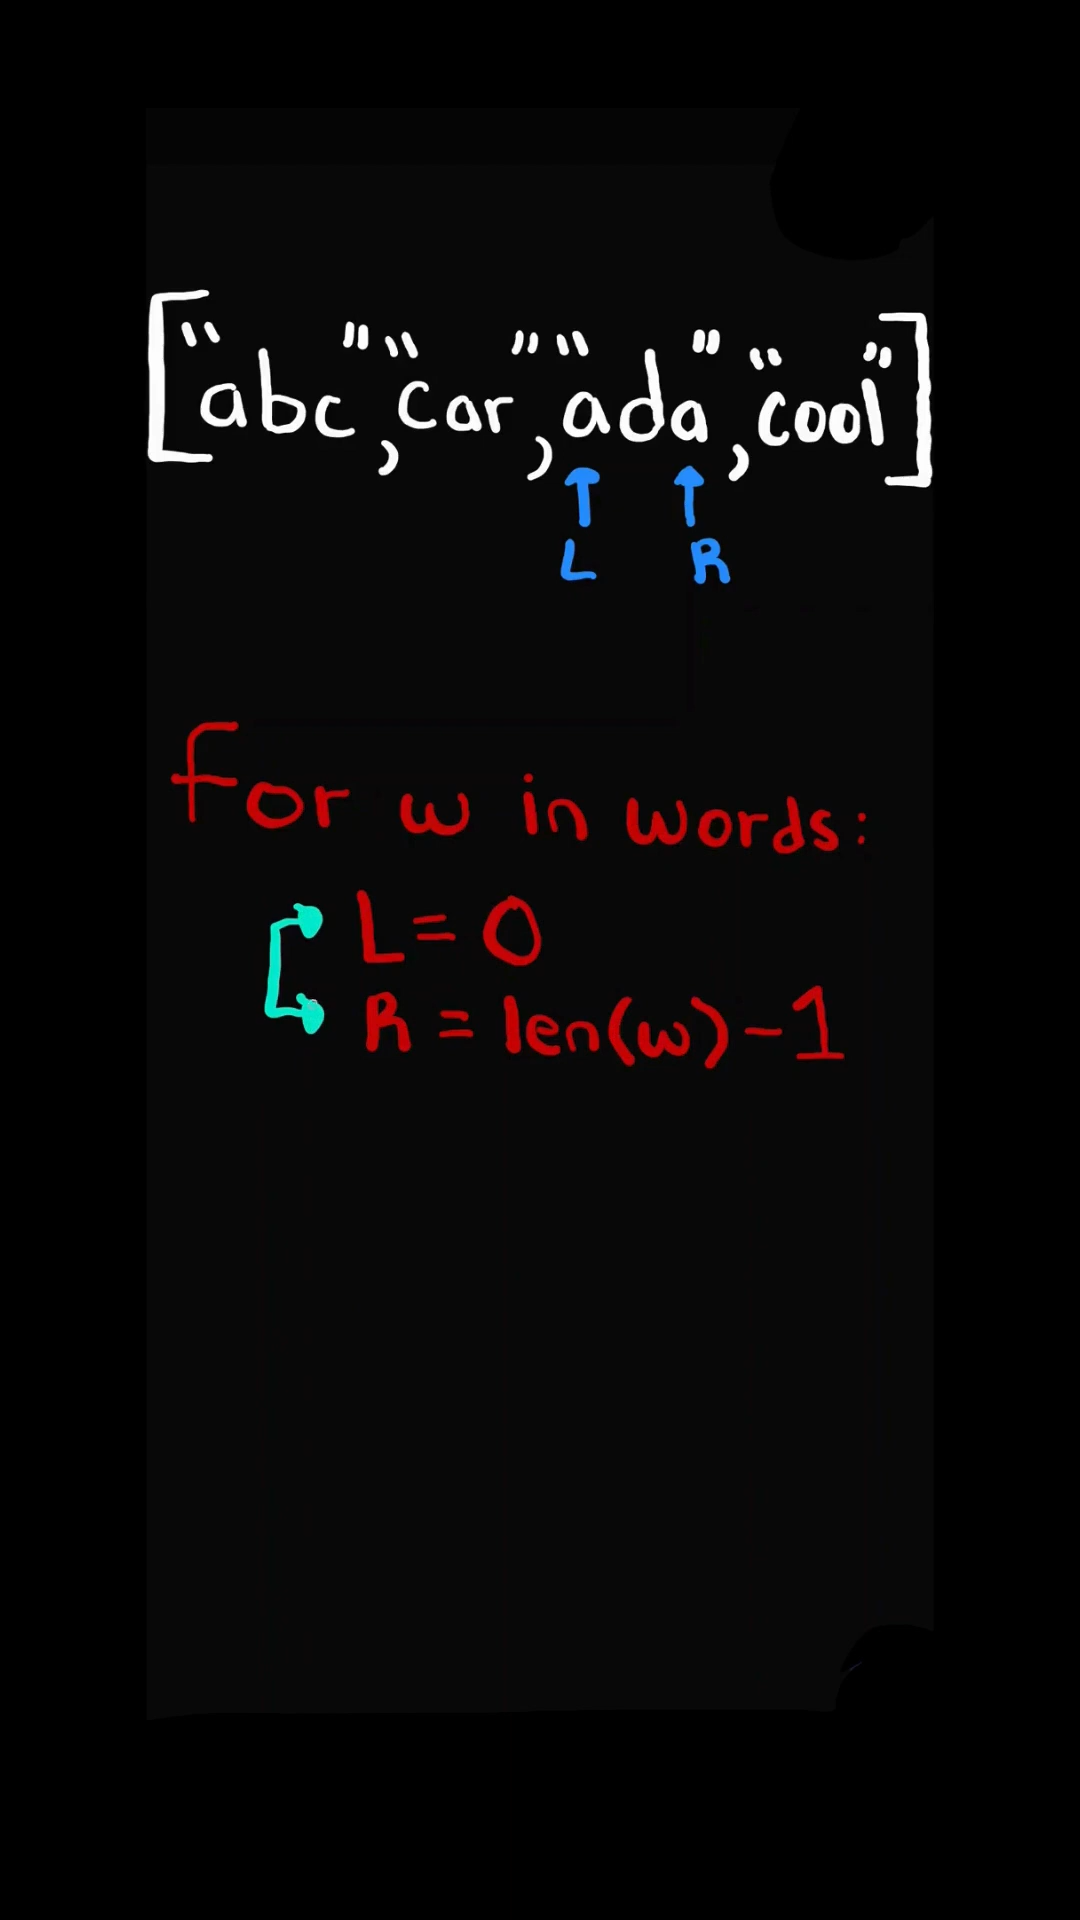 ["abc","car","ada","cool"]
L R
for w in words:
L = 0
R = len(w) - 1